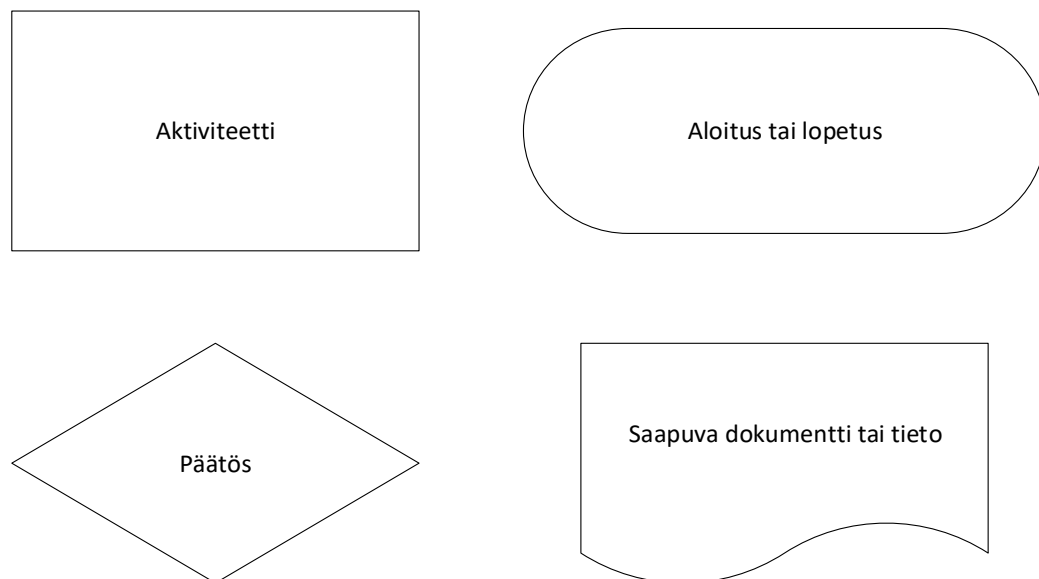 Aktiviteetti
Aloitus tai lopetus
Päätös
Saapuva dokumentti tai tieto